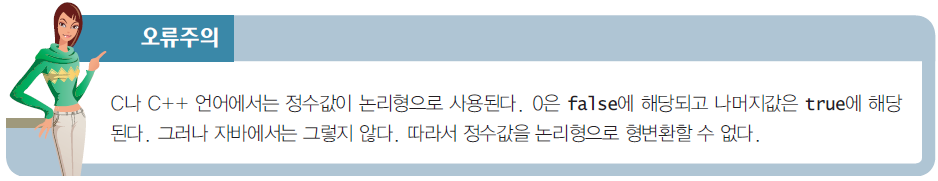 오류주의
C나 C++ 언어에서는 정수값이 논리형으로 사용된다. 0은 false에 해당되고 나머지값은 true에 해당
된다. 그러나 자바에서는 그렇지 않다. 따라서 정수값을 논리형으로 형변환할 수 없다.